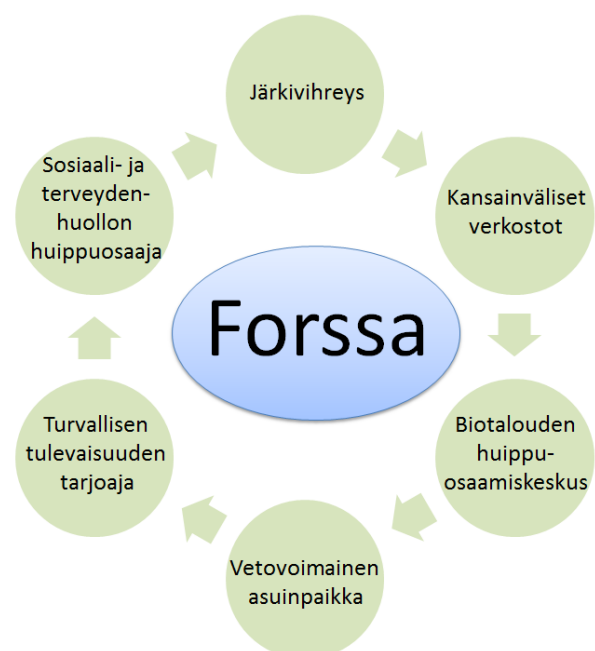 Järkivihreys
Kansainväliset
verkostot
Biotalouden
huippu-
osaamiskeskus
Vetovoimainen
asuinpaikka
Turvallisen
tulevaisuuden
tarjoaja
Sosiaali- ja
terveyden-
huollon
huippuosaaja
Forssa